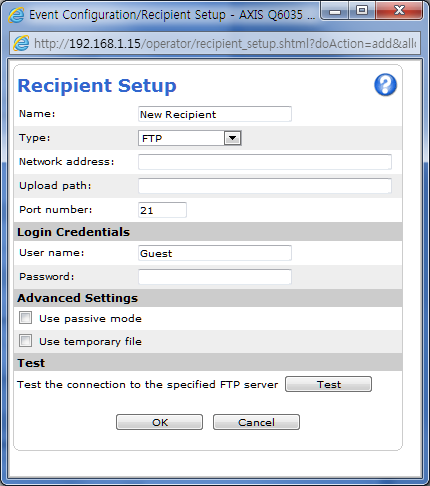 Event Configuration/Recipient Setup - AXIS Q6035 ...
http://192.168.1.15/operator/recipient_setup.shtml?doAction=add&all
Recipient Setup
?
Name: New Recipient
Type: FTP
Network address:
Upload path:
Port number: 21
Login Credentials
User name: Guest
Password:
Advanced Settings
Use passive mode
Use temporary file
Test
Test the connection to the specified FTP server Test
OK Cancel